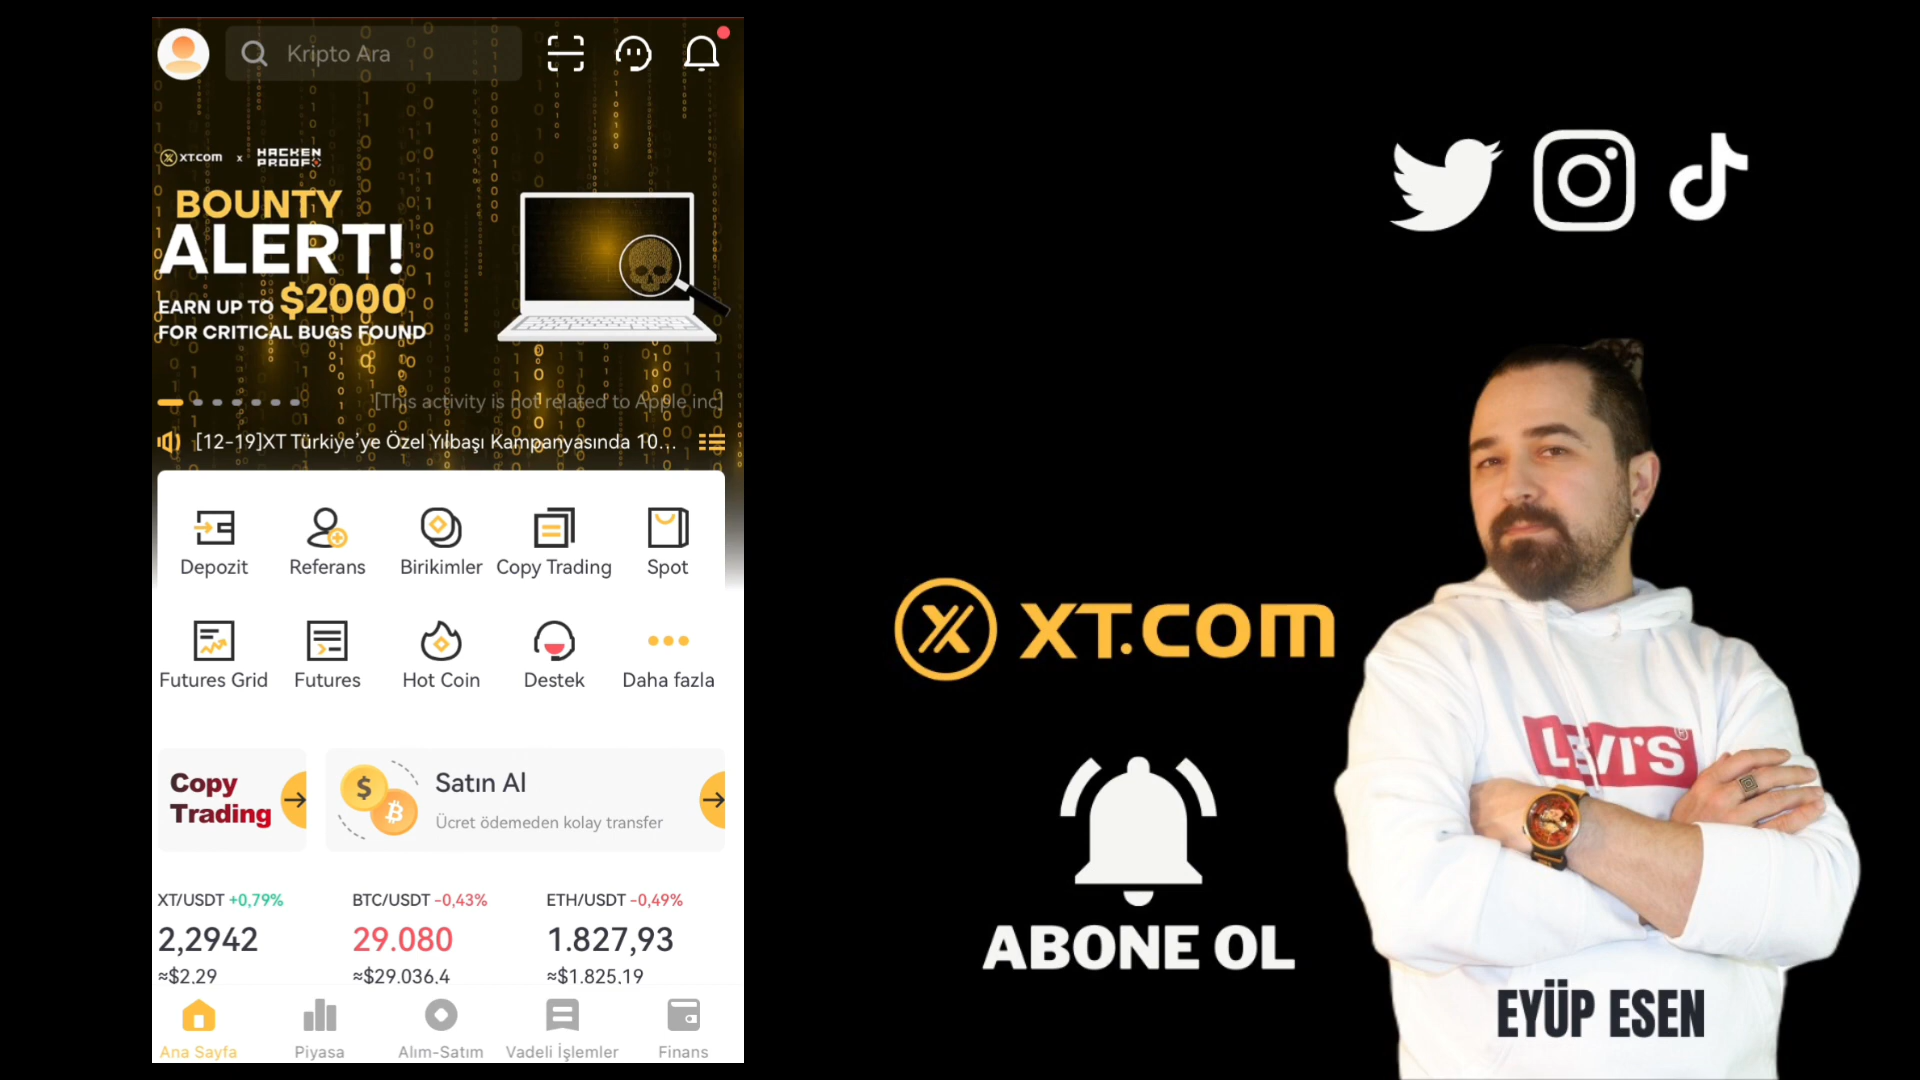 Kripto Ara
XT.COM x HACKEN PROOF
BOUNTY
ALERT!
EARN UP TO $2000
FOR CRITICAL BUGS FOUND
[This activity is not related to Apple inc]
[12-19]XT Türkiye'ye Özel Yılbaşı Kampanyasında 10...
Depozit Referans Birikimler Copy Trading Spot
Futures Grid Futures Hot Coin Destek Daha fazla
Copy
Trading
Satın Al
Ücret ödemeden kolay transfer
XT/USDT +0,79% BTC/USDT -0,43% ETH/USDT -0,49%
2,2942 29.080 1.827,93
≈$2.29 ≈$29.036.4 ≈$1.825.19
Ana Sayfa Piyasa Alım-Satım Vadeli İşlemler Finans
XT.COM
ABONE OL
LEVI'S®
EYÜP ESEN